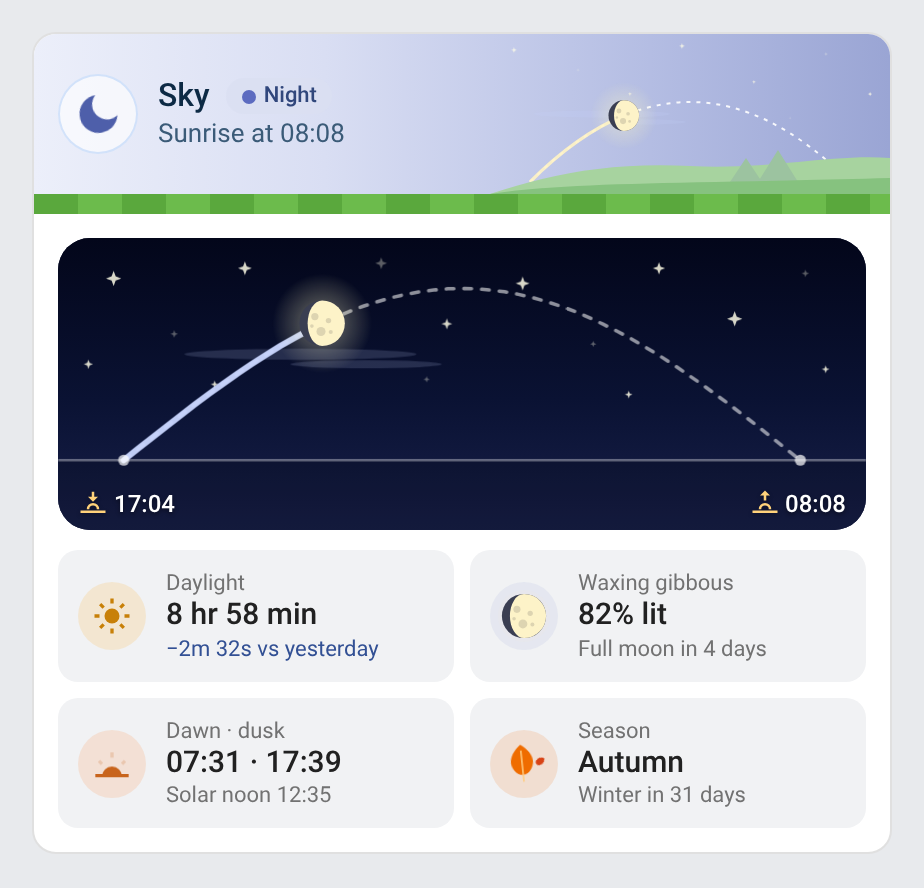 Sky
Night
Sunrise at 08:08
17:04
08:08
Daylight
8 hr 58 min
−2m 32s vs yesterday
Waxing gibbous
82% lit
Full moon in 4 days
Dawn · dusk
07:31 · 17:39
Solar noon 12:35
Season
Autumn
Winter in 31 days